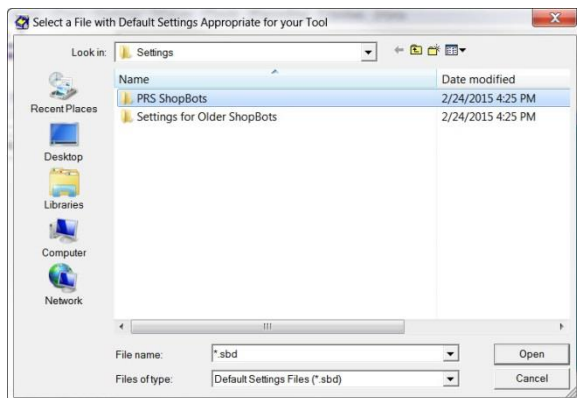 Select a File with Default Settings Appropriate for your Tool
Look in: Settings
Name Date modified
PRS ShopBots 2/24/2015 4:25 PM
Settings for Older ShopBots 2/24/2015 4:25 PM
Recent Places
Desktop
Libraries
Computer
Network
File name: *.sbd Open
Files of type: Default Settings Files (*.sbd) Cancel